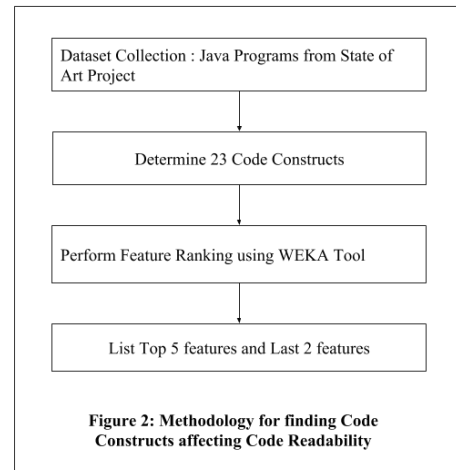 Dataset Collection : Java Programs from State of
Art Project
Determine 23 Code Constructs
Perform Feature Ranking using WEKA Tool
List Top 5 features and Last 2 features
Figure 2: Methodology for finding Code
Constructs affecting Code Readability